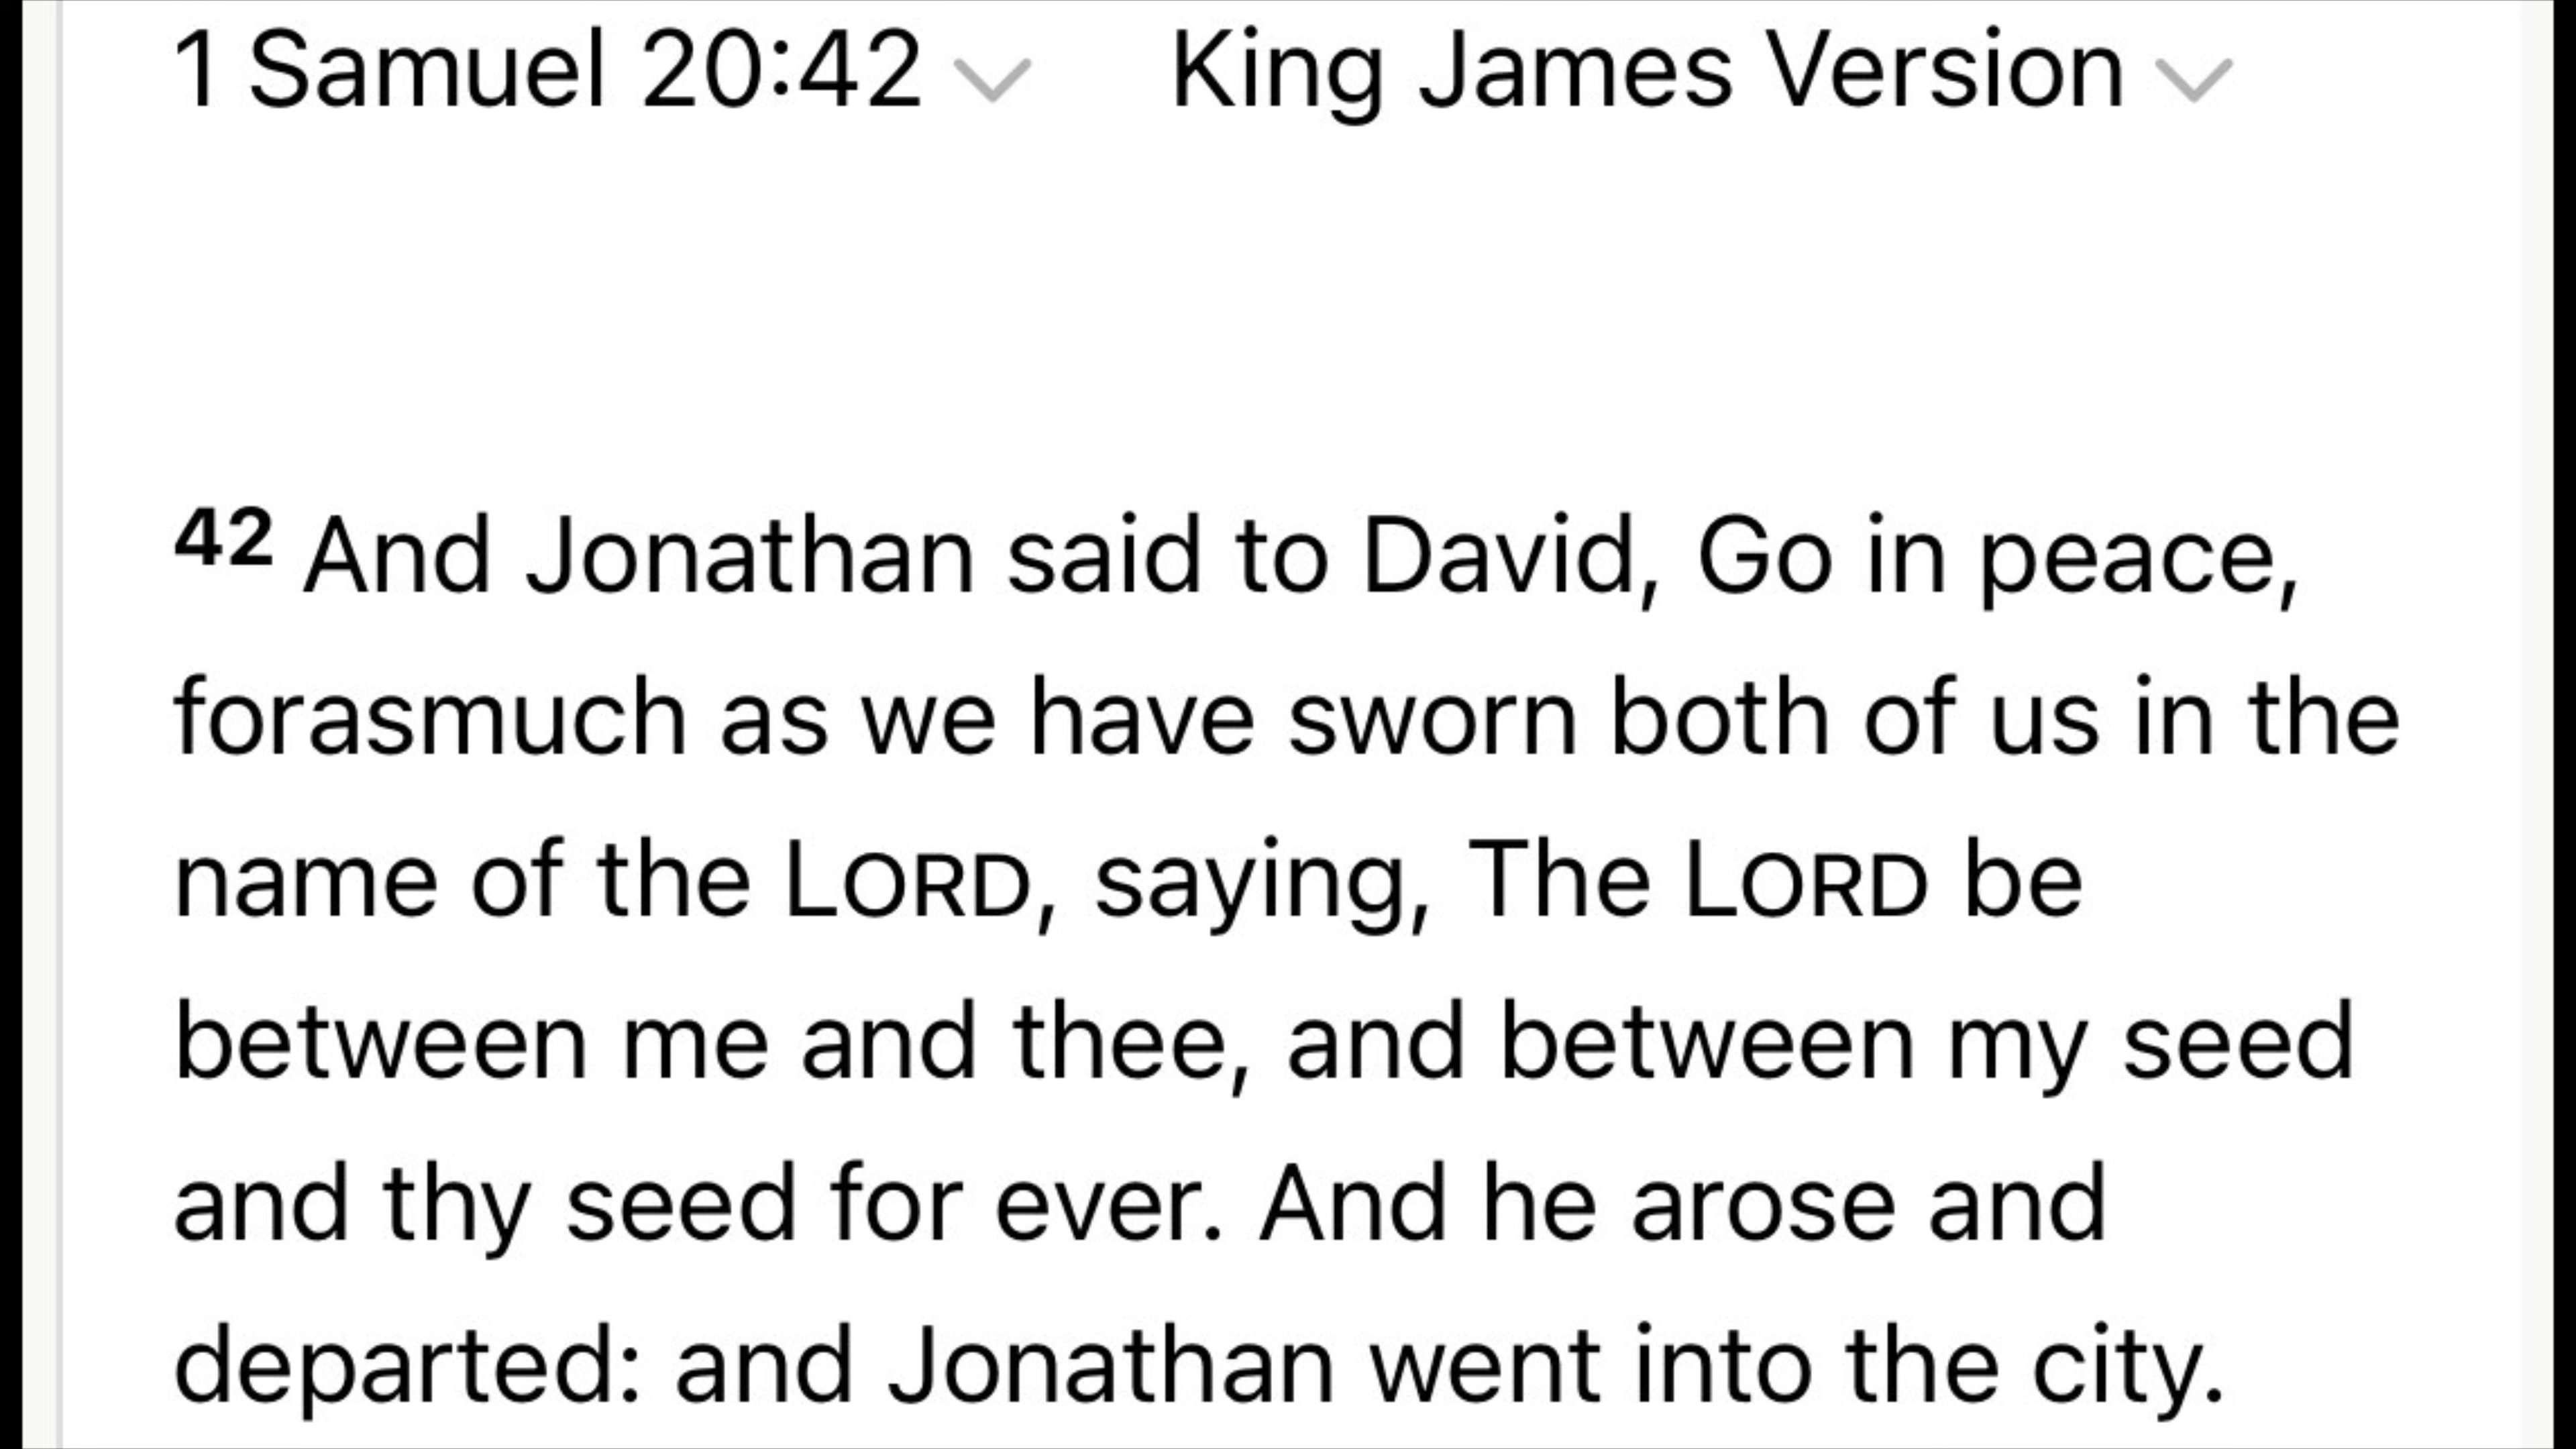 1 Samuel 20:42 King James Version
42 And Jonathan said to David, Go in peace,
forasmuch as we have sworn both of us in the
name of the LORD, saying, The LORD be
between me and thee, and between my seed
and thy seed for ever. And he arose and
departed: and Jonathan went into the city.